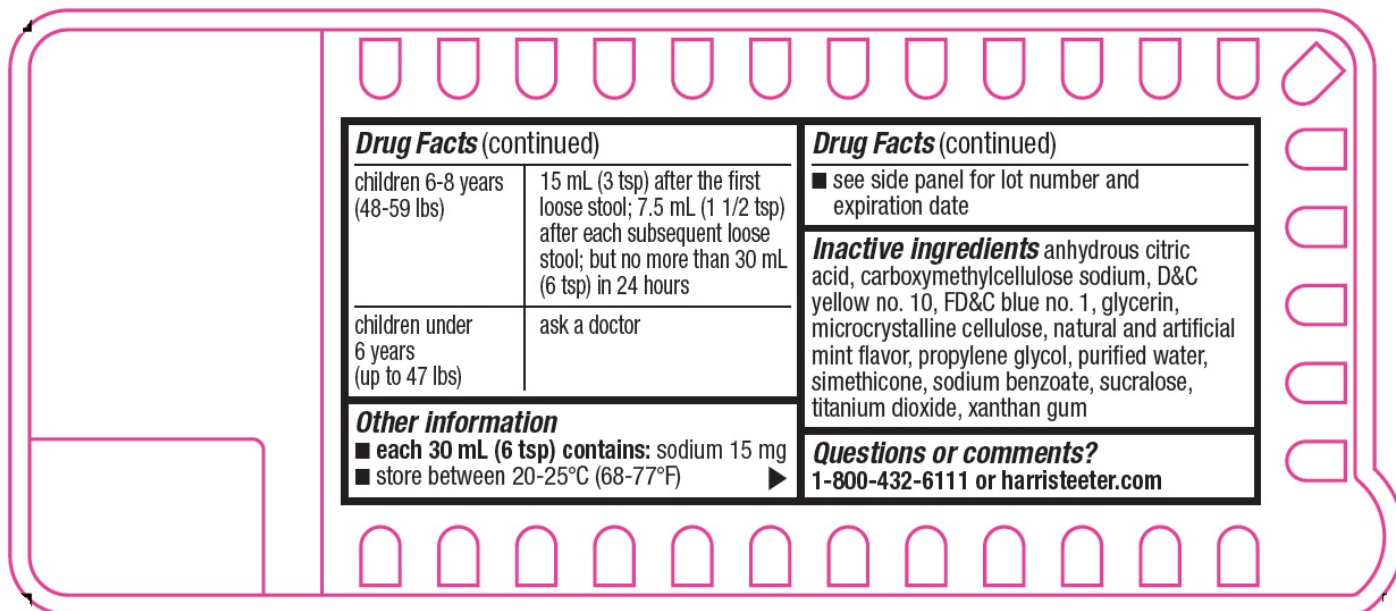 Drug Facts (continued)
children 6-8 years
(48-59 lbs)
15 mL (3 tsp) after the first
loose stool; 7.5 mL (1 1/2 tsp)
after each subsequent loose
stool; but no more than 30 mL
(6 tsp) in 24 hours
children under
6 years
(up to 47 lbs)
ask a doctor
Other information
■ each 30 mL (6 tsp) contains: sodium 15 mg
■ store between 20-25°C (68-77°F)
Drug Facts (continued)
■ see side panel for lot number and
expiration date
Inactive ingredients anhydrous citric
acid, carboxymethylcellulose sodium, D&C
yellow no. 10, FD&C blue no. 1, glycerin,
microcrystalline cellulose, natural and artificial
mint flavor, propylene glycol, purified water,
simethicone, sodium benzoate, sucralose,
titanium dioxide, xanthan gum
Questions or comments?
1-800-432-6111 or harristeeter.com